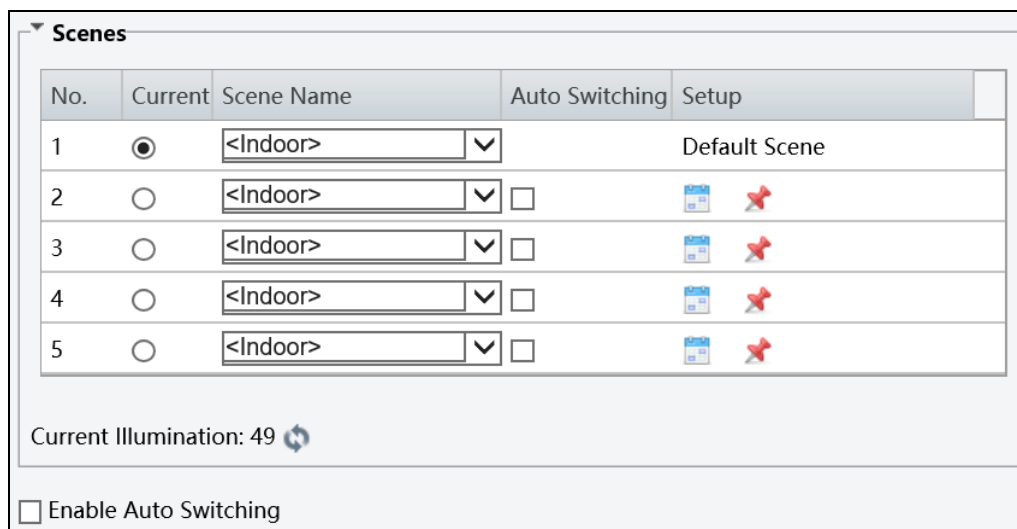 Scenes
No. Current Scene Name Auto Switching Setup
1 <Indoor> Default Scene
2 <Indoor>
3 <Indoor>
4 <Indoor>
5 <Indoor>
Current Illumination: 49
Enable Auto Switching